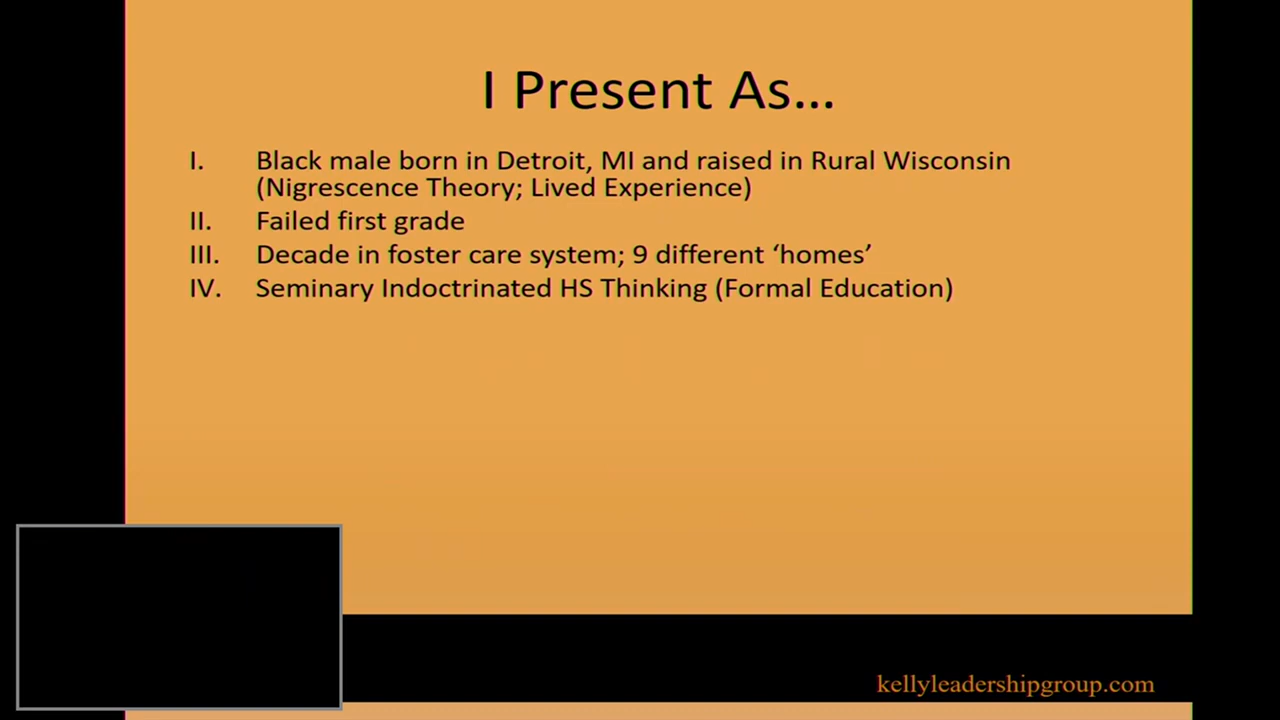 I Present As...
I. Black male born in Detroit, MI and raised in Rural Wisconsin
(Nigrescence Theory; Lived Experience)
II. Failed first grade
III. Decade in foster care system; 9 different ‘homes’
IV. Seminary Indoctrinated HS Thinking (Formal Education)
kellyleadershipgroup.com